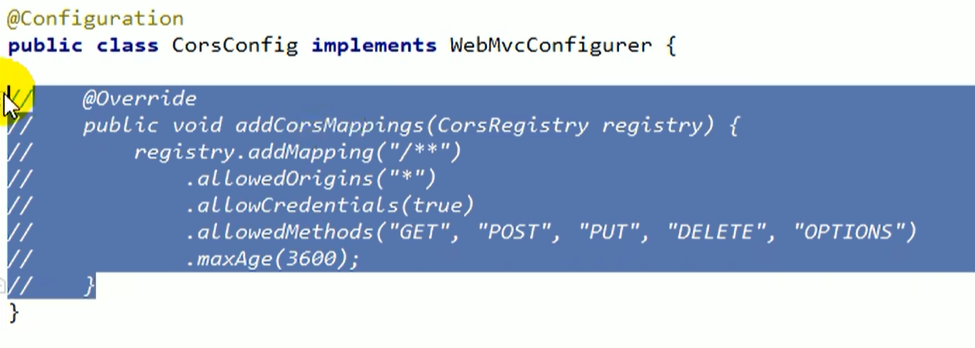 @Configuration
public class CorsConfig implements WebMvcConfigurer {
//    @Override
//    public void addCorsMappings(CorsRegistry registry) {
//        registry.addMapping("/**")
//            .allowedOrigins("*")
//            .allowCredentials(true)
//            .allowedMethods("GET", "POST", "PUT", "DELETE", "OPTIONS")
//            .maxAge(3600);
//    }
}